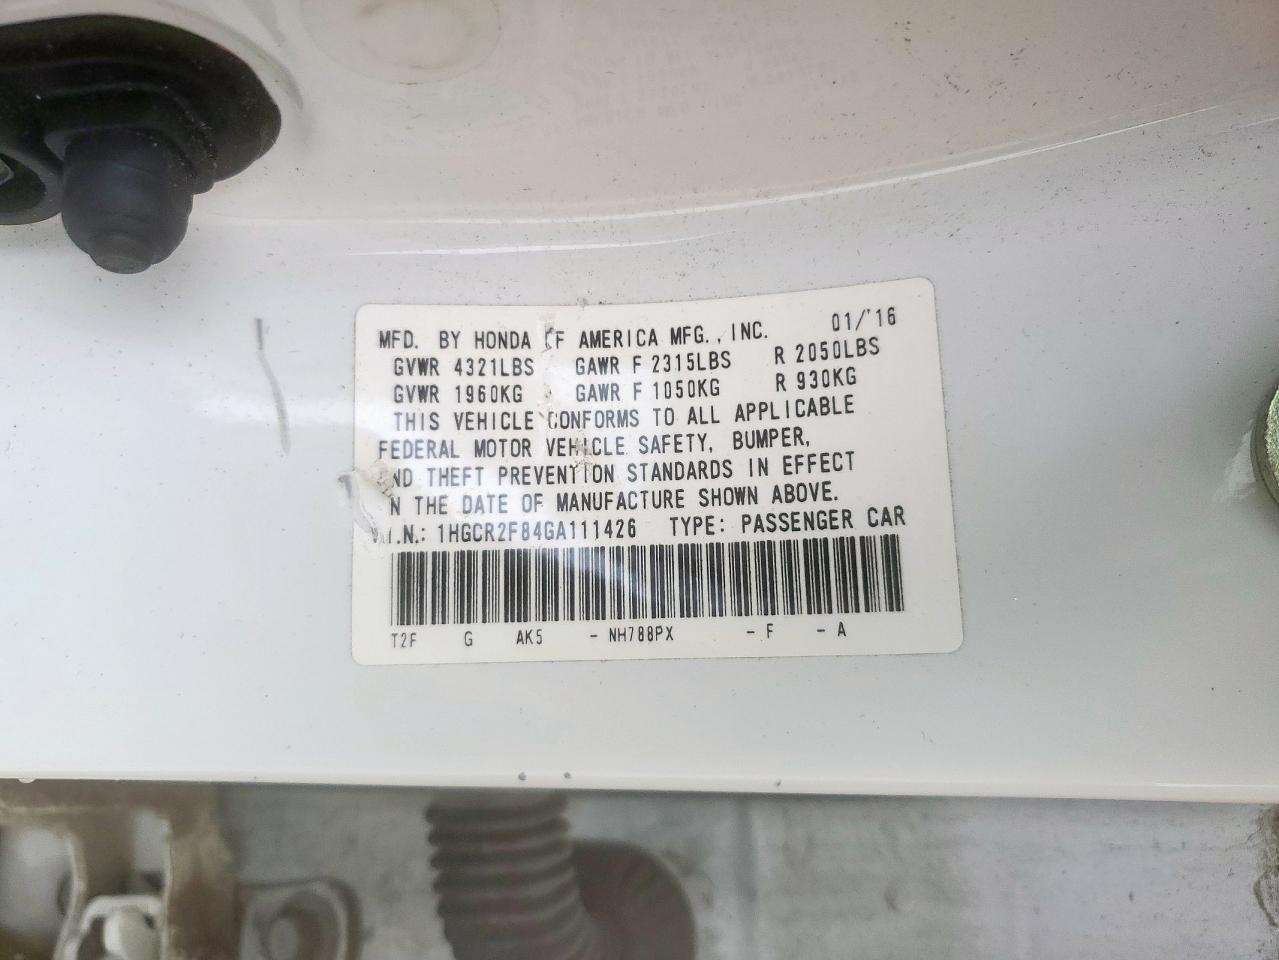 MFD. BY HONDA OF AMERICA MFG., INC. 01/'16
GVWR 4321LBS GAWR F 2315LBS R 2050LBS
GVWR 1960KG GAWR F 1050KG R 930KG
THIS VEHICLE CONFORMS TO ALL APPLICABLE
FEDERAL MOTOR VEHICLE SAFETY, BUMPER,
AND THEFT PREVENTION STANDARDS IN EFFECT
ON THE DATE OF MANUFACTURE SHOWN ABOVE.
V.I.N.: 1HGCR2F84GA111426 TYPE: PASSENGER CAR
T2F G AK5 - NH788PX - F - A